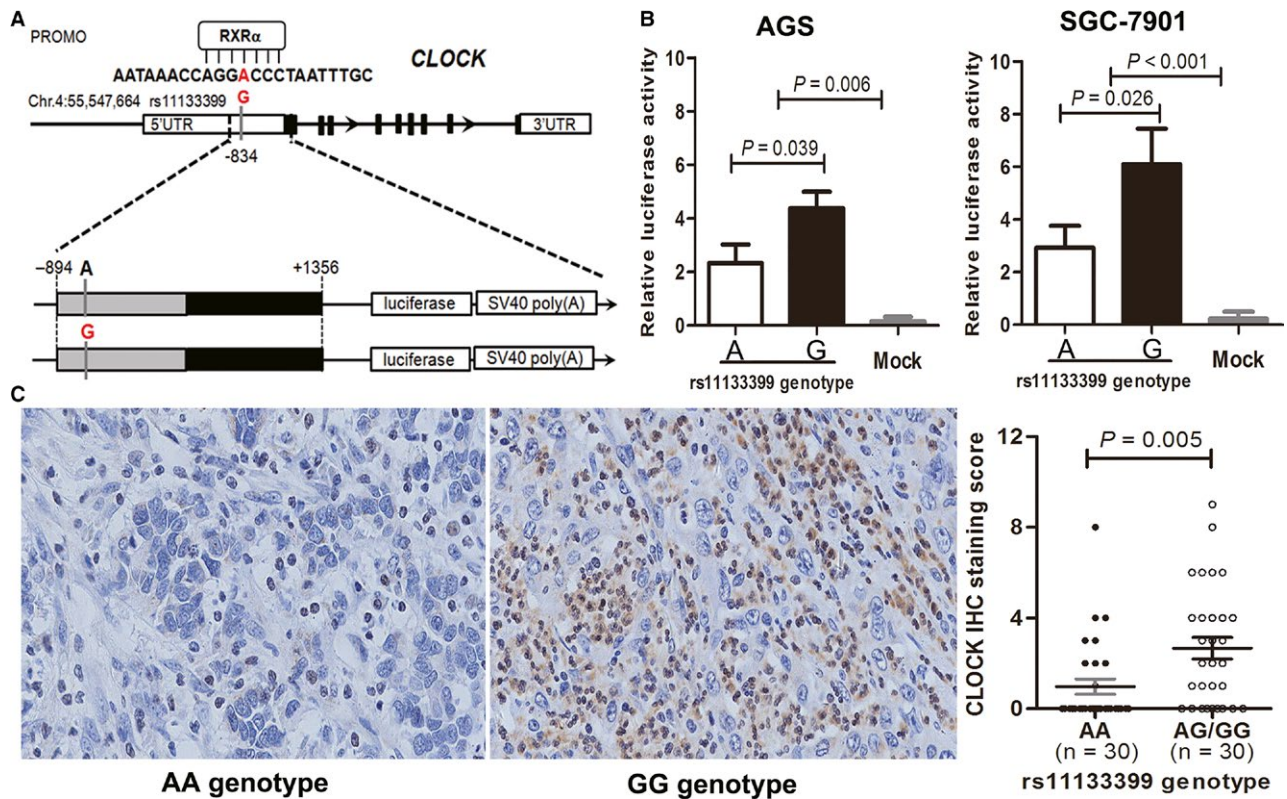 A
PROMO
RXRα
AATAAACCAGGACCCTAATTTGC
CLOCK
G
Chr.4:55,547,664 rs11133399
5'UTR
3'UTR
-834
–894
A
+1356
luciferase
SV40 poly(A)
G
luciferase
SV40 poly(A)
B
AGS
Relative luciferase activity
10
8
6
4
2
0
P = 0.006
P = 0.039
A
G
Mock
rs11133399 genotype
SGC-7901
Relative luciferase activity
10
8
6
4
2
0
P < 0.001
P = 0.026
A
G
Mock
rs11133399 genotype
C
AA genotype
GG genotype
CLOCK IHC staining score
12
8
4
0
P = 0.005
AA
(n = 30)
AG/GG
(n = 30)
rs11133399 genotype